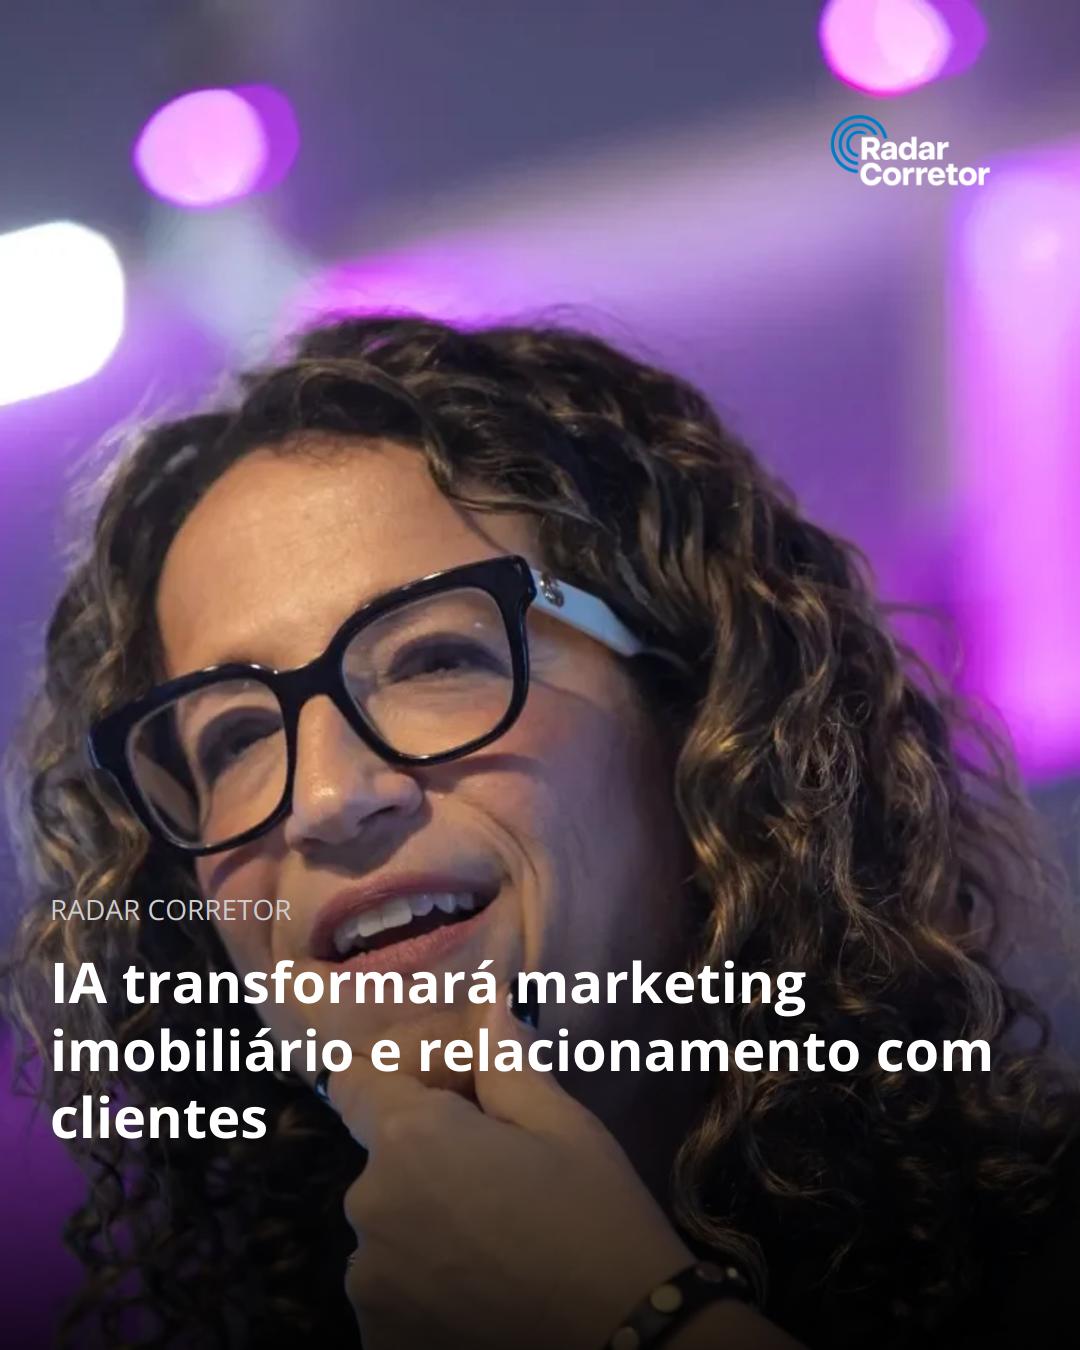 Radar
Corretor
RADAR CORRETOR
IA transformará marketing
imobiliário e relacionamento com
clientes